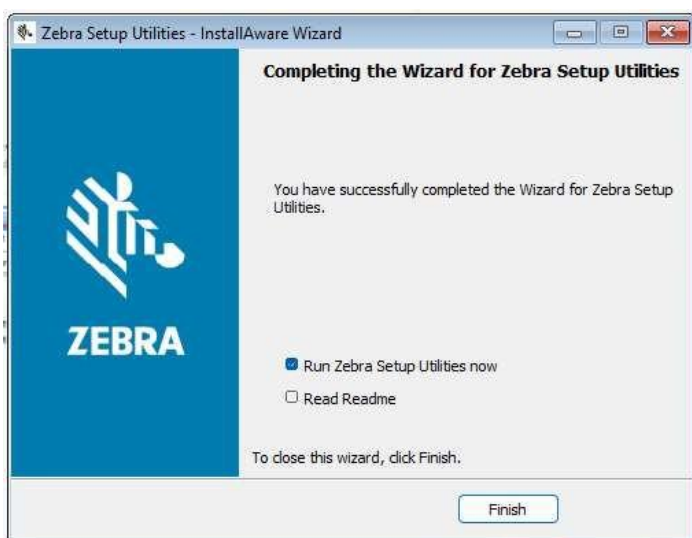 Zebra Setup Utilities - InstallAware Wizard
Completing the Wizard for Zebra Setup Utilities
You have successfully completed the Wizard for Zebra Setup
Utilities.
ZEBRA
Run Zebra Setup Utilities now
Read Readme
To close this wizard, click Finish.
Finish